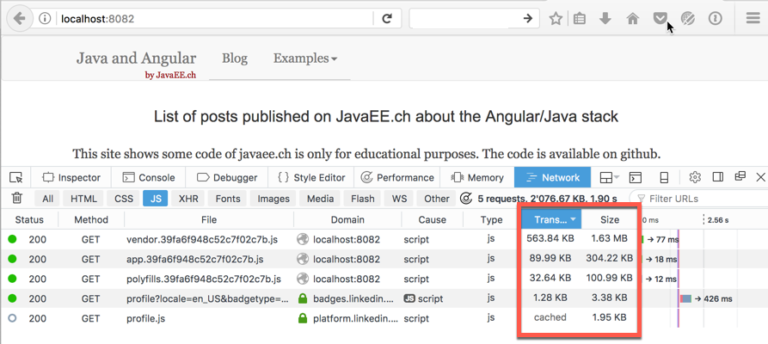 localhost:8082
Java and Angular Blog Examples
by JavaEE.ch
List of posts published on JavaEE.ch about the Angular/Java stack
This site shows some code of javaee.ch is only for educational purposes. The code is available on github.
Inspector Console Debugger Style Editor Performance Memory Network
All HTML CSS JS XHR Fonts Images Media Flash WS Other 5 requests, 2'076.67 KB, 1.90 s Filter URLs
Status Method File Domain Cause Type Trans... Size 0 ms 2.56 s
200 GET vendor.39fa6f948c52c7f02c7b.js localhost:8082 script js 563.84 KB 1.63 MB → 77 ms
200 GET app.39fa6f948c52c7f02c7b.js localhost:8082 script js 89.99 KB 304.22 KB → 18 ms
200 GET polyfills.39fa6f948c52c7f02c7b.js localhost:8082 script js 32.64 KB 100.99 KB → 12 ms
200 GET profile?locale=en_US&badgetype=... badges.linkedin.... JS script js 1.28 KB 3.38 KB → 426 ms
200 GET profile.js platform.linkedin.... script js cached 1.95 KB